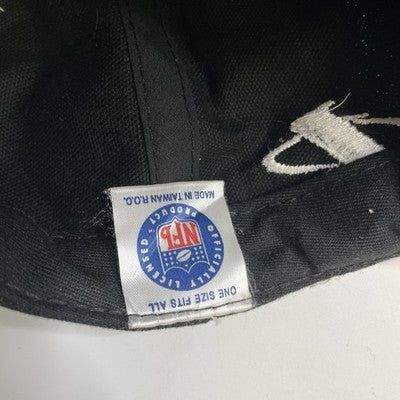 ONE SIZE FITS ALL
OFFICIALLY LICENSED
PRODUCT
NFL
MADE IN TAIWAN R.O.C.